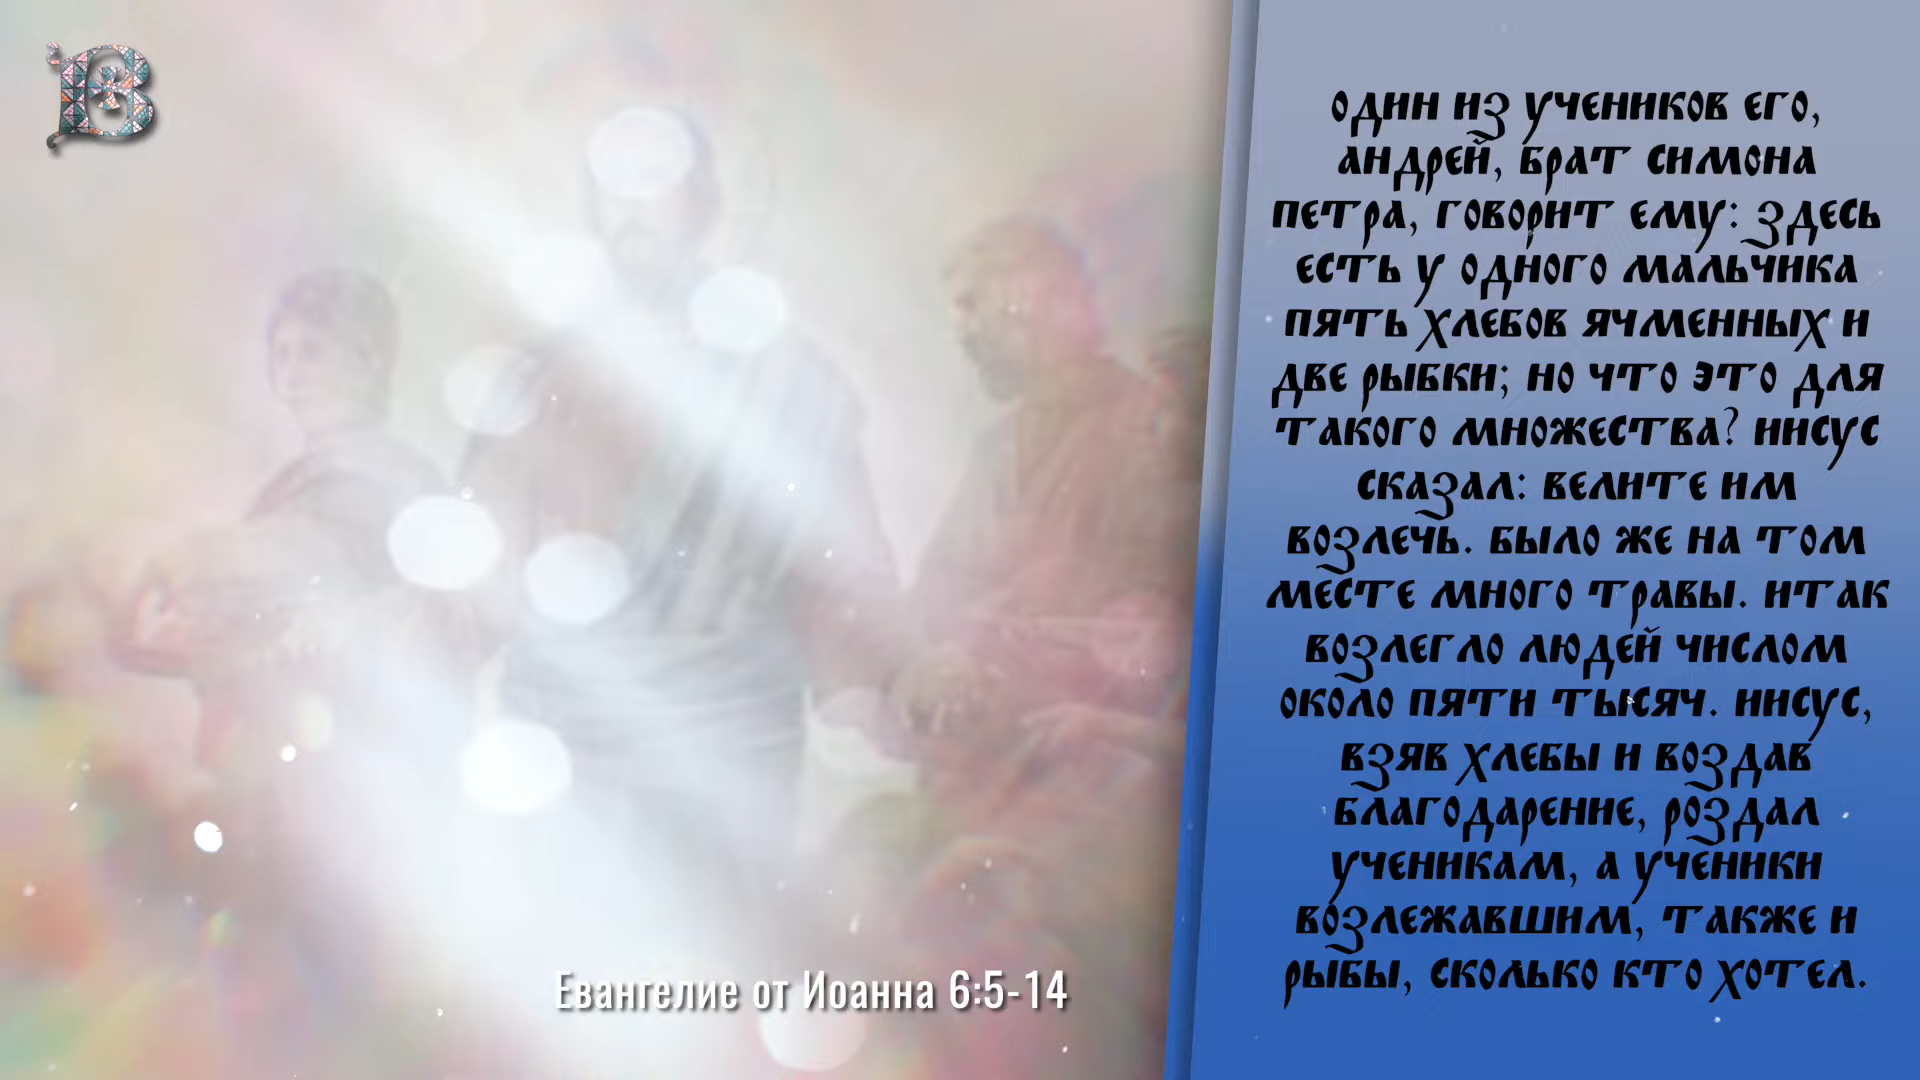 В
один из учеников его,
андрей, брат симона
петра, говорит ему: здесь
есть у одного мальчика
пять хлебов ячменных и
две рыбки; но что это для
такого множества? иисус
сказал: велите им
возлечь. было же на том
месте много травы. итак
возлегло людей числом
около пяти тысяч. иисус,
взяв хлебы и воздав
благодарение, роздал
ученикам, а ученики
возлежавшим, также и
рыбы, сколько кто хотел.
Евангелие от Иоанна 6:5-14